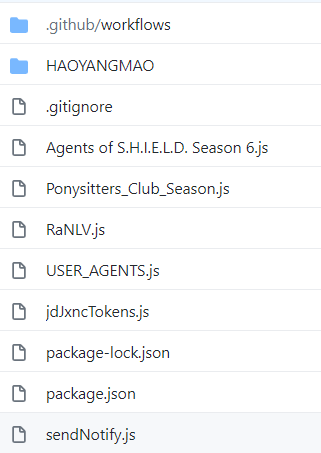 .github/workflows
HAOYANGMAO
.gitignore
Agents of S.H.I.E.L.D. Season 6.js
Ponysitters_Club_Season.js
RaNLV.js
USER_AGENTS.js
jdJxncTokens.js
package-lock.json
package.json
sendNotify.js